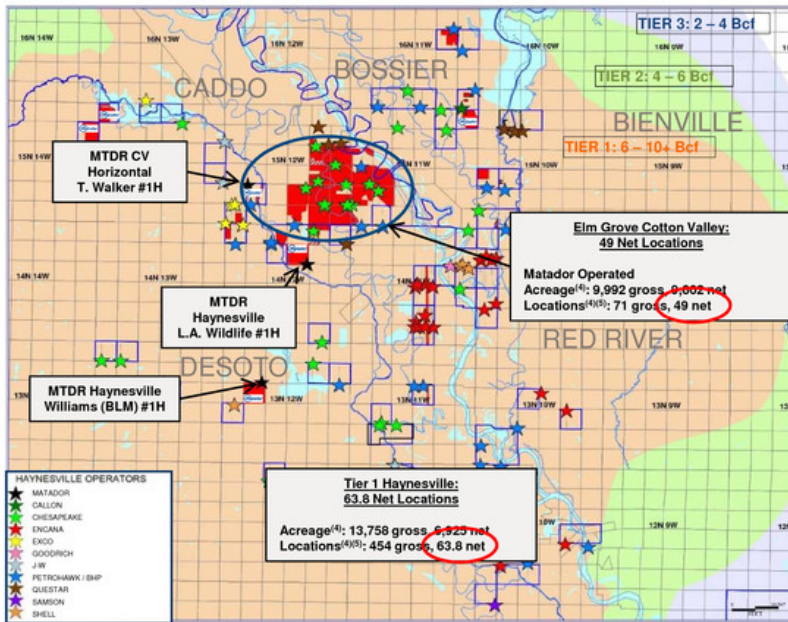 TIER 3: 2 – 4 Bcf
16N 14W
16N 13W
16N 12W
16N 11W
16N 10W
16N 9W
CADDO
BOSSIER
TIER 2: 4 – 6 Bcf
BIENVILLE
TIER 1: 6 – 10+ Bcf
15N 14W
15N 12W
15N 11W
15N 10W
15N 9W
MTDR CV
Horizontal
T. Walker #1H
Elm Grove Cotton Valley:
49 Net Locations
Matador Operated
Acreage(4): 9,992 gross, net
Locations(4)(5): 71 gross, 49 net
14N 14W
14N 13W
14N
MTDR
Haynesville
L.A. Wildlife #1H
RED RIVER
DESOTO
MTDR Haynesville
Williams (BLM) #1H
13N
13N 12W
13N 11W
13N 10W
13N 9W
Tier 1 Haynesville:
63.8 Net Locations
Acreage(4): 13,758 gross, net
Locations(4)(5): 454 gross, 63.8 net
10W
12N 9W
HAYNESVILLE OPERATORS
MATADOR
CALLON
CHESAPEAKE
ENCANA
EXCO
GOODRICH
J-W
PETROHAWK / BHP
QUESTAR
SAMSON
SHELL